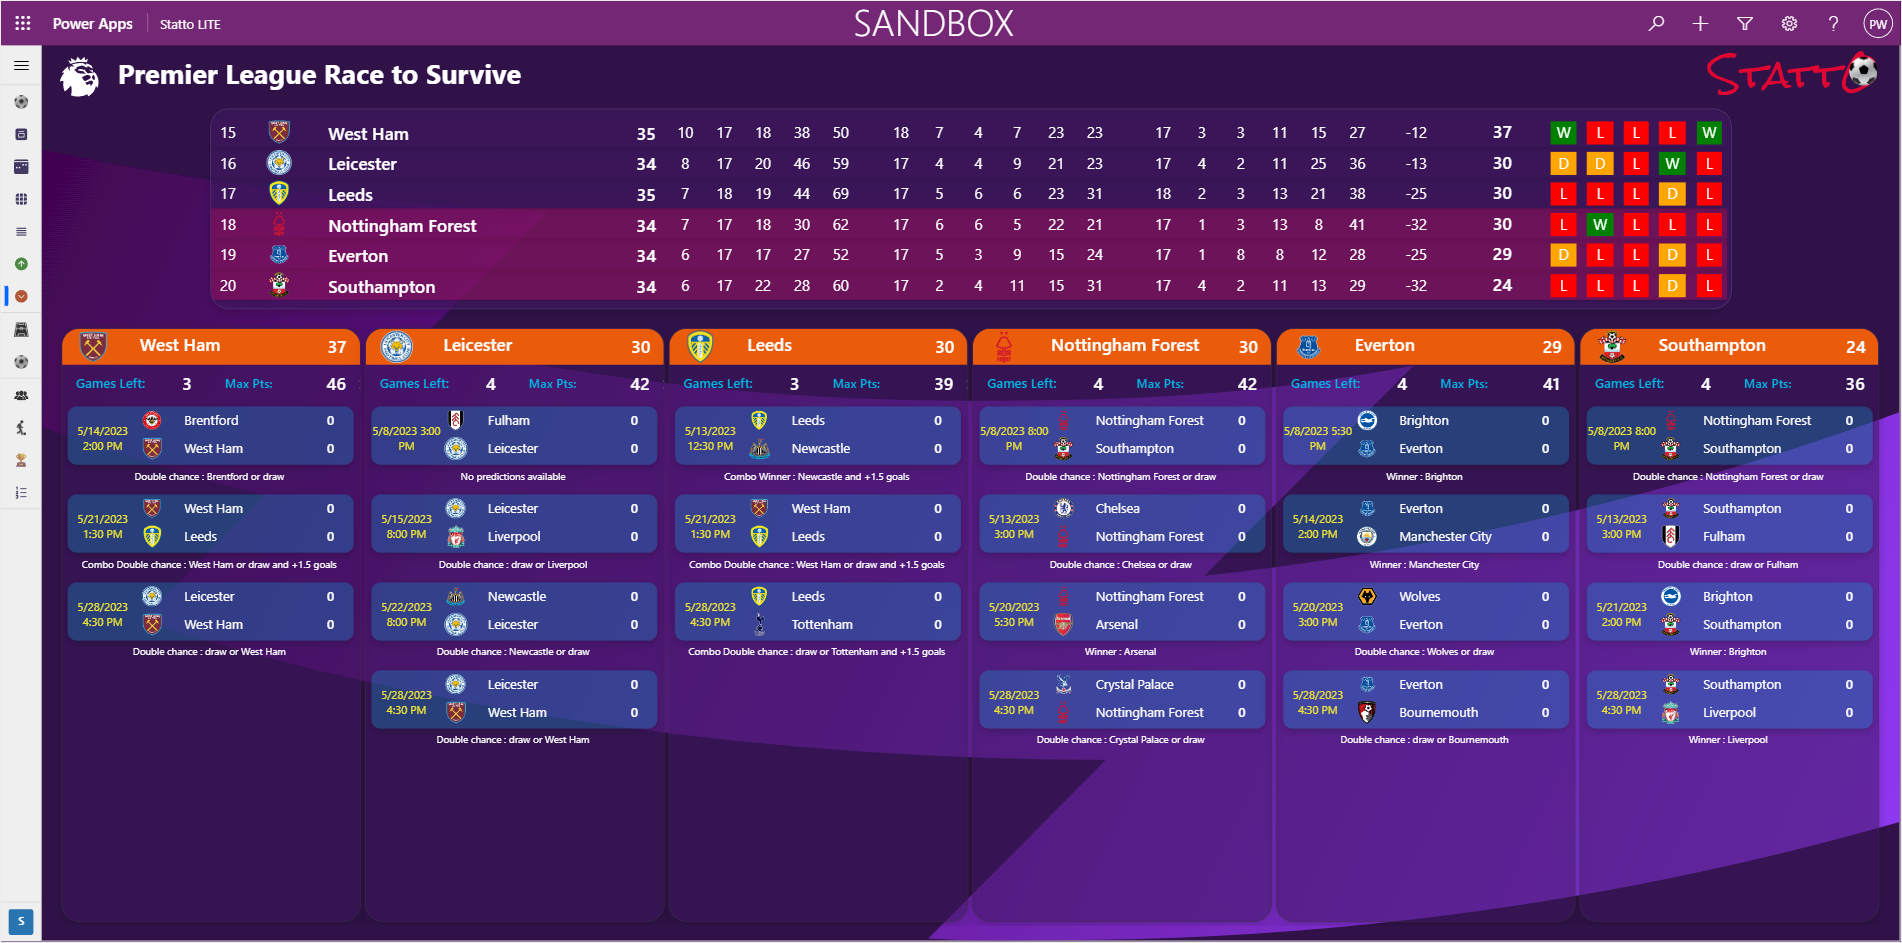 Power Apps Statto LITE SANDBOX ? PW
Premier League Race to Survive STATTO
15 West Ham 35 10 17 18 38 50 18 7 4 7 23 23 17 3 3 11 15 27 -12 37 W L L L W
16 Leicester 34 8 17 20 46 59 17 4 4 9 21 23 17 4 2 11 25 36 -13 30 D D L W L
17 Leeds 35 7 18 19 44 69 17 5 6 6 23 31 18 2 3 13 21 38 -25 30 L L L D L
18 Nottingham Forest 34 7 17 18 30 62 17 6 6 5 22 21 17 1 3 13 8 41 -32 30 L W L L L
19 Everton 34 6 17 17 27 52 17 5 3 9 15 24 17 1 8 8 12 28 -25 29 D L L D L
20 Southampton 34 6 17 22 28 60 17 2 4 11 15 31 17 4 2 11 13 29 -32 24 L L L D L
West Ham 37
Games Left: 3 Max Pts: 46
Brentford 0
5/14/2023
2:00 PM
West Ham 0
Double chance : Brentford or draw
West Ham 0
5/21/2023
1:30 PM
Leeds 0
Combo Double chance : West Ham or draw and +1.5 goals
Leicester 0
5/28/2023
4:30 PM
West Ham 0
Double chance : draw or West Ham
Leicester 30
Games Left: 4 Max Pts: 42
Fulham 0
5/8/2023 3:00
PM
Leicester 0
No predictions available
Leicester 0
5/15/2023
8:00 PM
Liverpool 0
Double chance : draw or Liverpool
Newcastle 0
5/22/2023
8:00 PM
Leicester 0
Double chance : Newcastle or draw
Leicester 0
5/28/2023
4:30 PM
West Ham 0
Double chance : draw or West Ham
Leeds 30
Games Left: 3 Max Pts: 39
Leeds 0
5/13/2023
12:30 PM
Newcastle 0
Combo Winner : Newcastle and +1.5 goals
West Ham 0
5/21/2023
1:30 PM
Leeds 0
Combo Double chance : West Ham or draw and +1.5 goals
Leeds 0
5/28/2023
4:30 PM
Tottenham 0
Combo Double chance : draw or Tottenham and +1.5 goals
Nottingham Forest 30
Games Left: 4 Max Pts: 42
Nottingham Forest 0
5/8/2023 8:00
PM
Southampton 0
Double chance : Nottingham Forest or draw
Chelsea 0
5/13/2023
3:00 PM
Nottingham Forest 0
Double chance : Chelsea or draw
Nottingham Forest 0
5/20/2023
5:30 PM
Arsenal 0
Winner : Arsenal
Crystal Palace 0
5/28/2023
4:30 PM
Nottingham Forest 0
Double chance : Crystal Palace or draw
Everton 29
Games Left: 4 Max Pts: 41
Brighton 0
5/8/2023 5:30
PM
Everton 0
Winner : Brighton
Everton 0
5/14/2023
2:00 PM
Manchester City 0
Winner : Manchester City
Wolves 0
5/20/2023
3:00 PM
Everton 0
Double chance : Wolves or draw
Everton 0
5/28/2023
4:30 PM
Bournemouth 0
Double chance : draw or Bournemouth
Southampton 24
Games Left: 4 Max Pts: 36
Nottingham Forest 0
5/8/2023 8:00
PM
Southampton 0
Double chance : Nottingham Forest or draw
Southampton 0
5/13/2023
3:00 PM
Fulham 0
Double chance : draw or Fulham
Brighton 0
5/21/2023
2:00 PM
Southampton 0
Winner : Brighton
Southampton 0
5/28/2023
4:30 PM
Liverpool 0
Winner : Liverpool
S